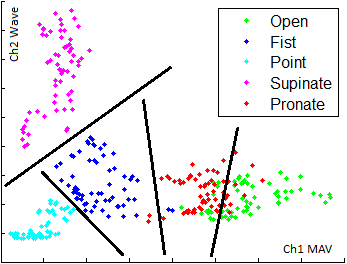 Ch2 Wave
Open
Fist
Point
Supinate
Pronate
Ch1 MAV